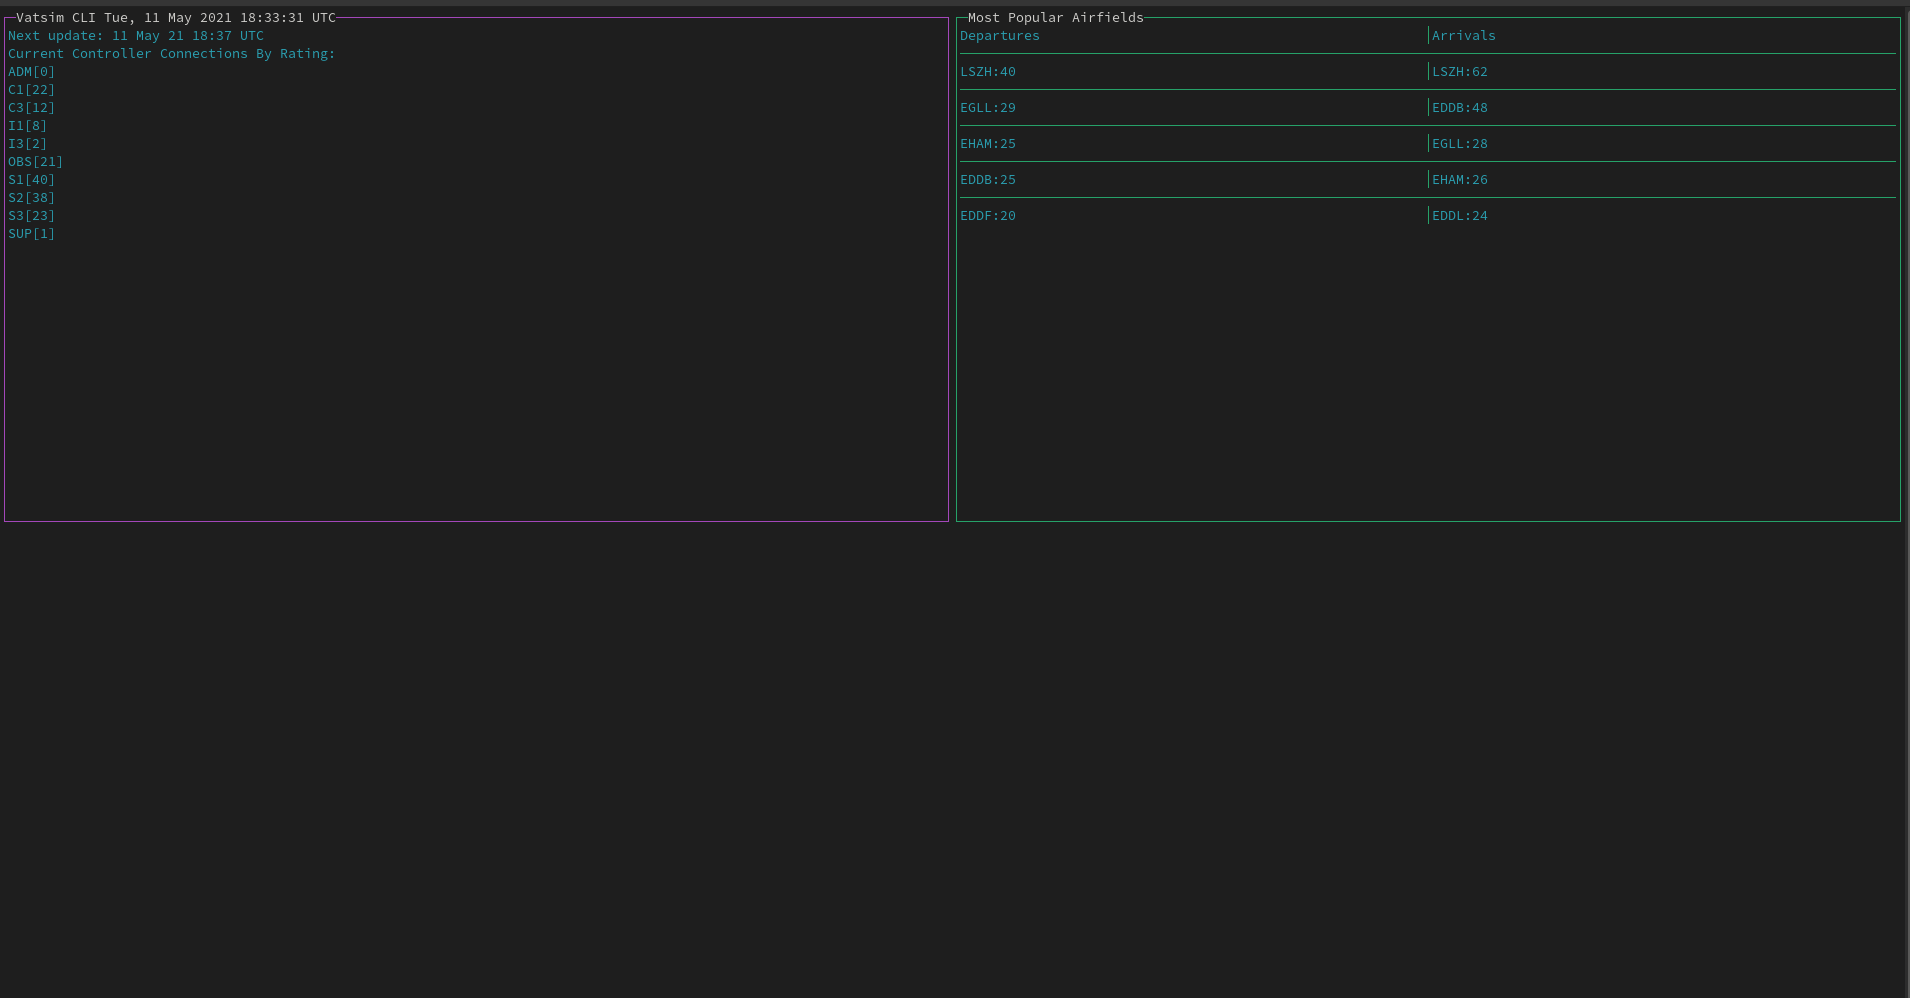 Vatsim CLI Tue, 11 May 2021 18:33:31 UTC
Next update: 11 May 21 18:37 UTC
Current Controller Connections By Rating:
ADM[0]
C1[22]
C3[12]
I1[8]
I3[2]
OBS[21]
S1[40]
S2[38]
S3[23]
SUP[1]
Most Popular Airfields
Departures Arrivals
LSZH:40 LSZH:62
EGLL:29 EDDB:48
EHAM:25 EGLL:28
EDDB:25 EHAM:26
EDDF:20 EDDL:24